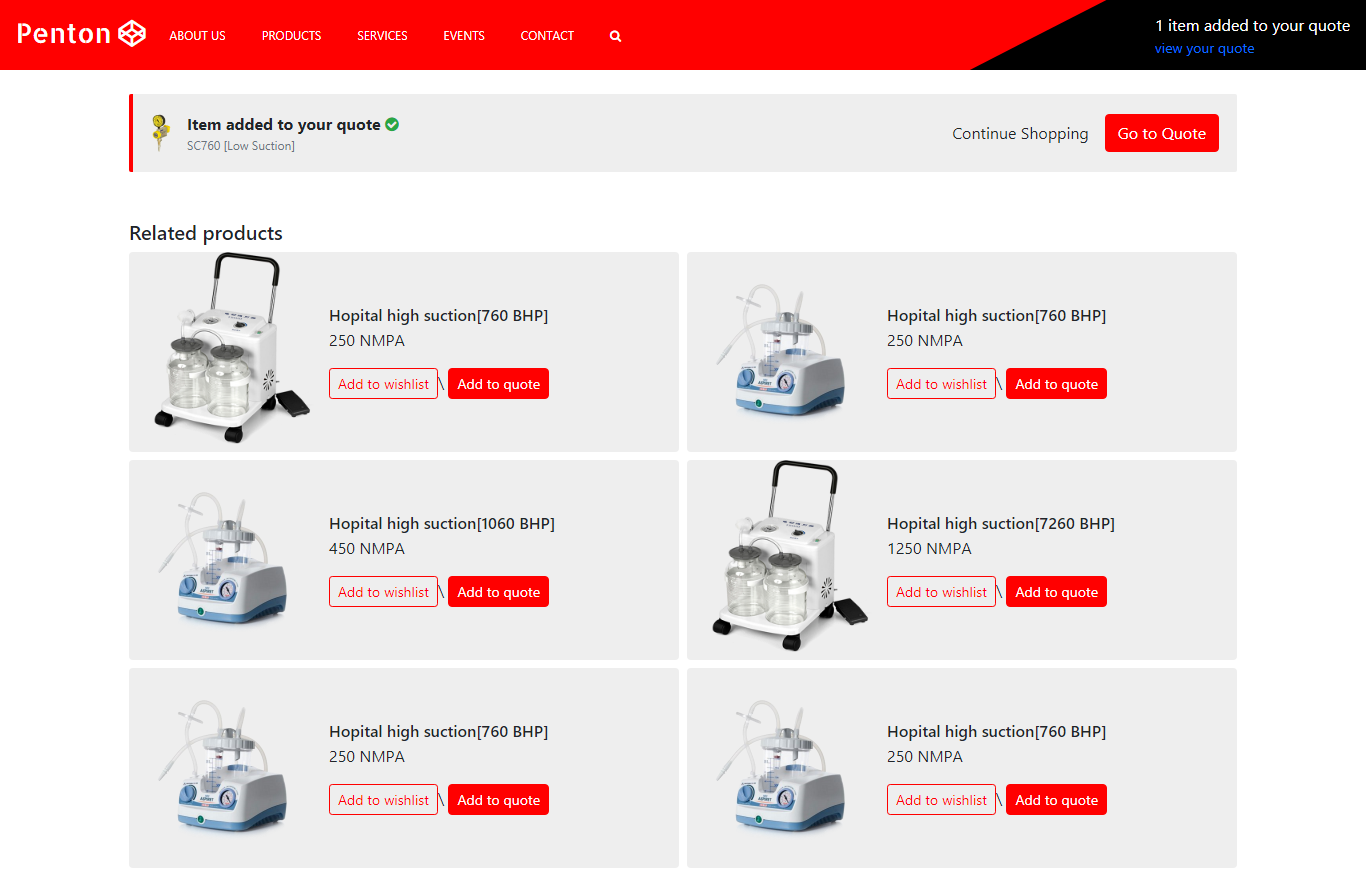 Penton ABOUT US PRODUCTS SERVICES EVENTS CONTACT
1 item added to your quote
view your quote
Item added to your quote
SC760 [Low Suction]
Continue Shopping Go to Quote
Related products
Hopital high suction[760 BHP]
250 NMPA
Add to wishlist \ Add to quote
Hopital high suction[760 BHP]
250 NMPA
Add to wishlist \ Add to quote
Hopital high suction[1060 BHP]
450 NMPA
Add to wishlist \ Add to quote
Hopital high suction[7260 BHP]
1250 NMPA
Add to wishlist \ Add to quote
Hopital high suction[760 BHP]
250 NMPA
Add to wishlist \ Add to quote
Hopital high suction[760 BHP]
250 NMPA
Add to wishlist \ Add to quote